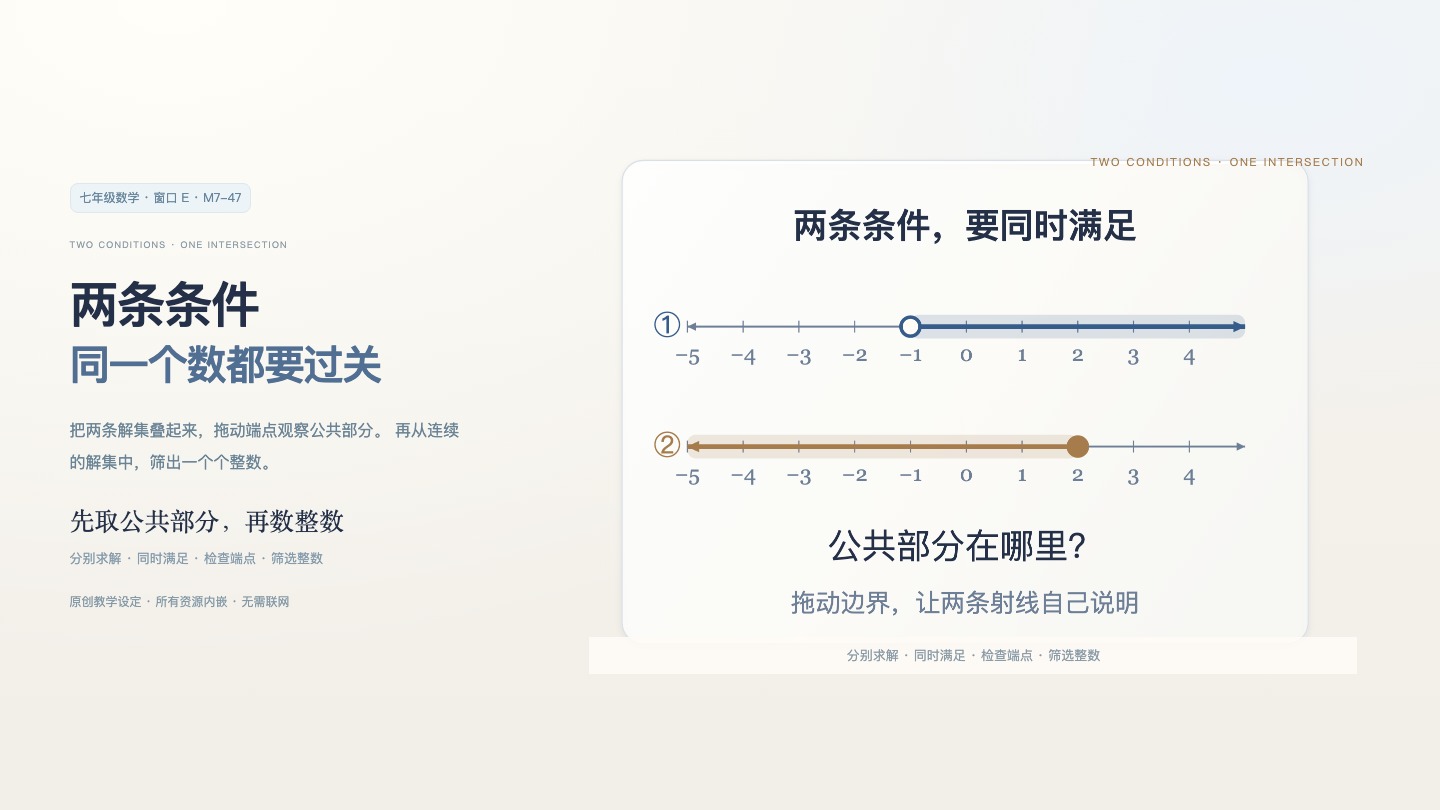 七年级数学 · 窗口 E · M7–47
TWO CONDITIONS · ONE INTERSECTION
两条条件
同一个数都要过关
把两条解集叠起来，拖动端点观察公共部分。 再从连续
的解集中，筛出一个个整数。
先取公共部分，再数整数
分别求解 · 同时满足 · 检查端点 · 筛选整数
原创教学设定 · 所有资源内嵌 · 无需联网
TWO CONDITIONS · ONE INTERSECTION
两条条件，要同时满足
①
−5 −4 −3 −2 −1 0 1 2 3 4
②
−5 −4 −3 −2 −1 0 1 2 3 4
公共部分在哪里?
拖动边界，让两条射线自己说明
分别求解 · 同时满足 · 检查端点 · 筛选整数